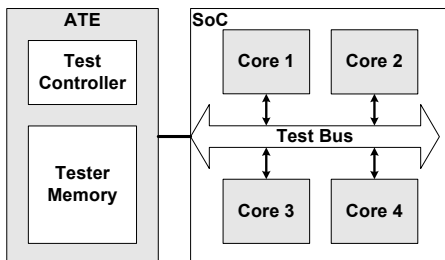 ATE
Test
Controller
Tester
Memory
SoC
Core 1
Core 2
Test Bus
Core 3
Core 4